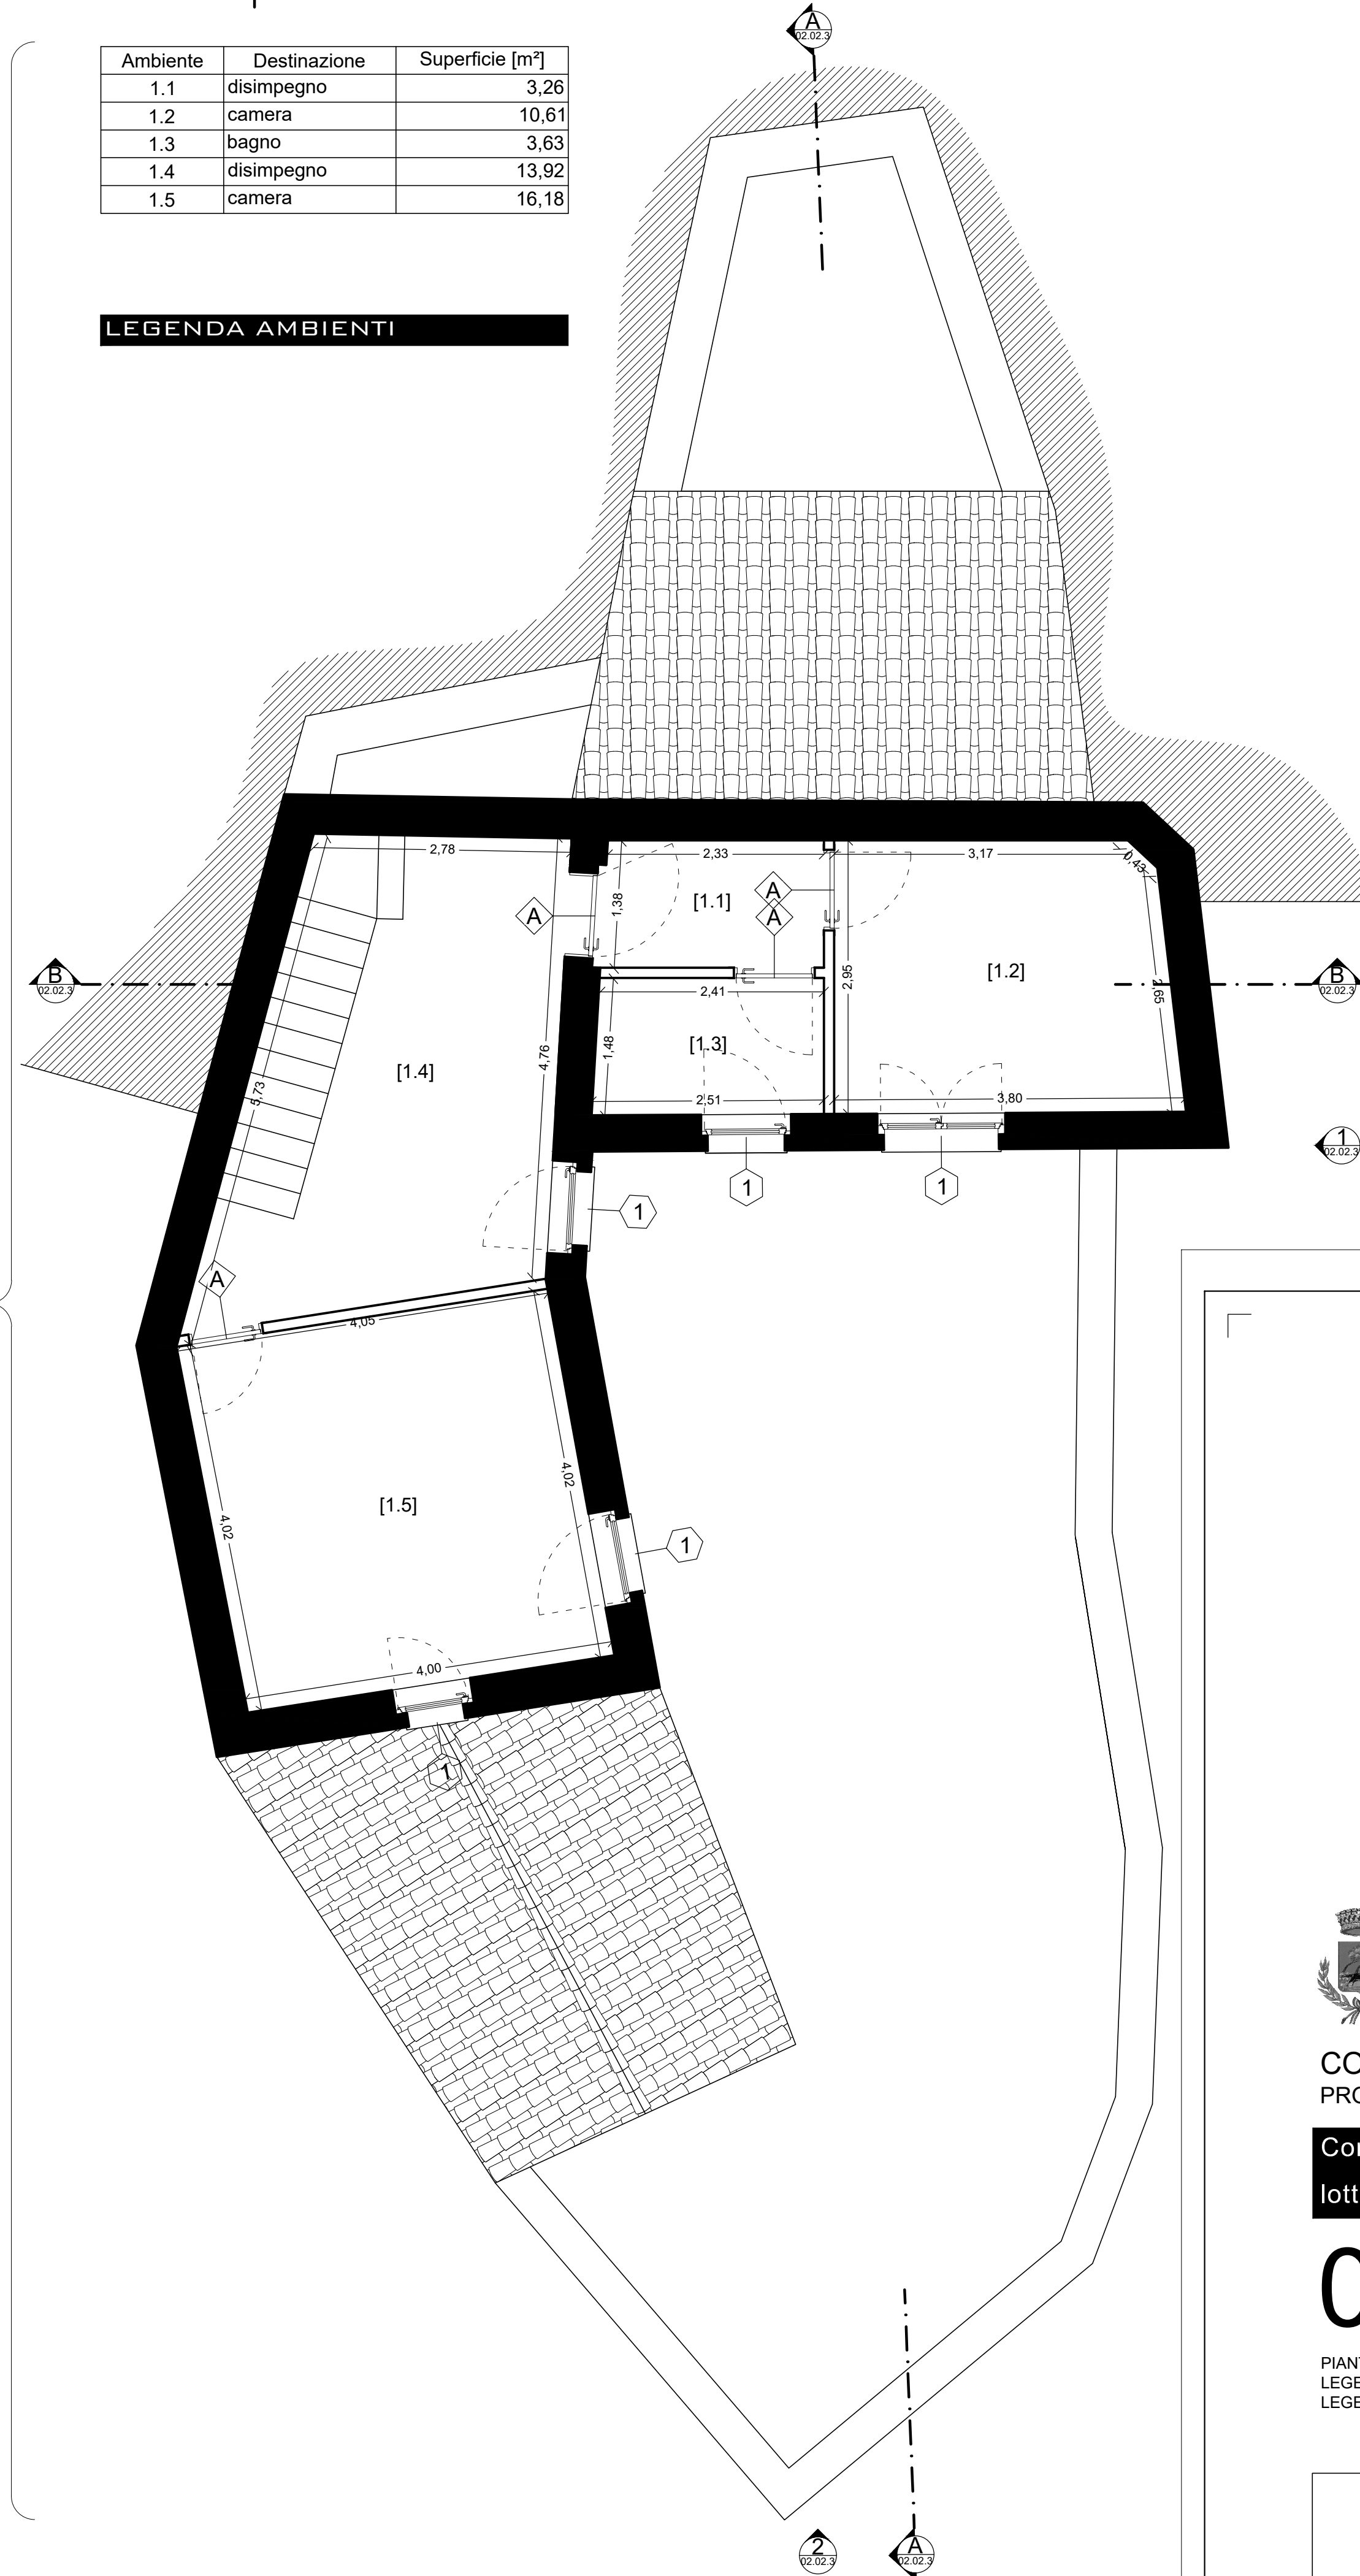 A
02.02.3
Ambiente Destinazione Superficie [m²]
1.1 disimpegno 3,26
1.2 camera 10,61
1.3 bagno 3,63
1.4 disimpegno 13,92
1.5 camera 16,18
LEGENDA AMBIENTI
2,78
2,33
3,17
0,43
A
A
A
1,38
[1.1]
[1.2]
B
02.02.3
B
02.02.3
2,41
2,95
2,65
[1.3]
1,48
4,76
[1.4]
5,73
2,51
3,80
1
02.02.3
1
1
1
A
4,05
4,02
[1.5]
4,02
1
4,00
1
CO
PRO
Con
lott
0
PIANT
LEGE
LEGE
2
02.02.3
A
02.02.3